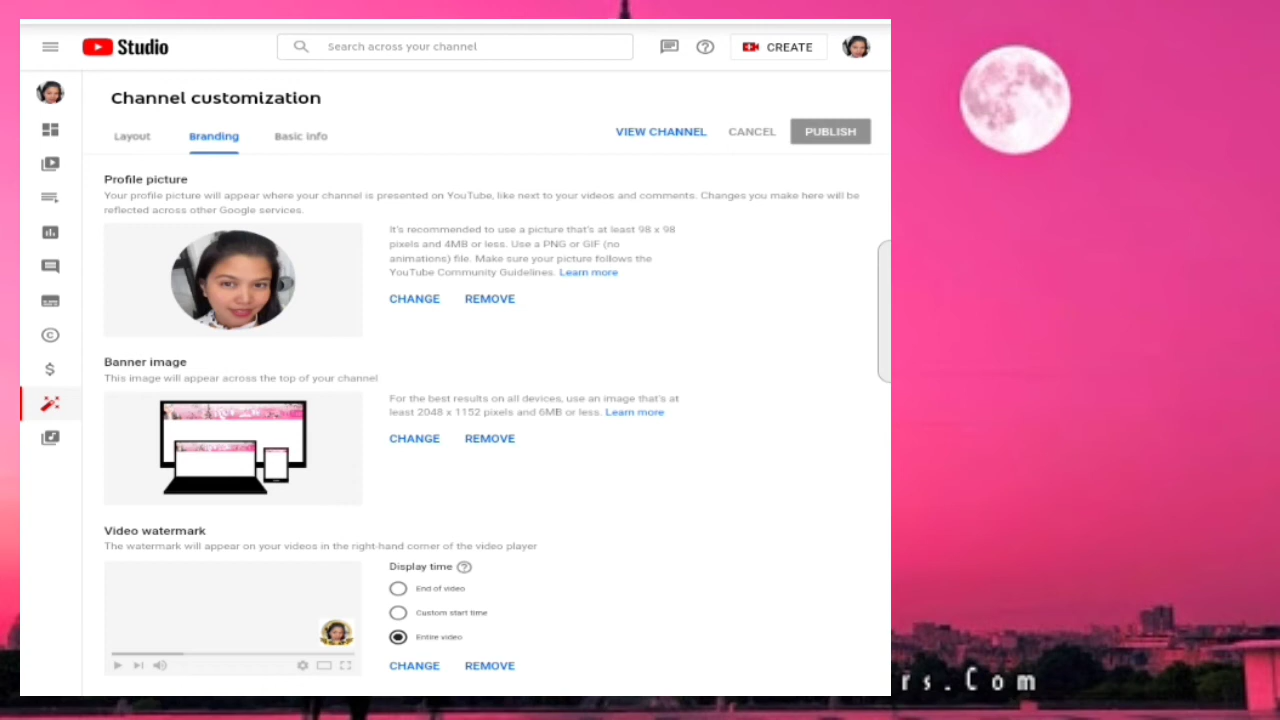 Studio
Search across your channel
CREATE
Channel customization
Layout
Branding
Basic info
VIEW CHANNEL
CANCEL
PUBLISH
Profile picture
Your profile picture will appear where your channel is presented on YouTube, like next to your videos and comments. Changes you make here will be
reflected across other Google services.
It's recommended to use a picture that's at least 98 x 98
pixels and 4MB or less. Use a PNG or GIF (no
animations) file. Make sure your picture follows the
YouTube Community Guidelines. Learn more
CHANGE REMOVE
Banner image
This image will appear across the top of your channel
For the best results on all devices, use an image that's at
least 2048 x 1152 pixels and 6MB or less. Learn more
CHANGE REMOVE
Video watermark
The watermark will appear on your videos in the right-hand corner of the video player
Display time
End of video
Custom start time
Entire video
CHANGE REMOVE
rs.Com